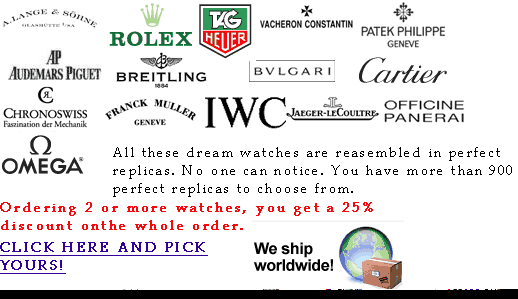 A. LANGE & SÖHNE
GLASHÜTTE I/SA
ROLEX
TAG
HEUER
VACHERON CONSTANTIN
PATEK PHILIPPE
GENEVE
AP
AUDEMARS PIGUET
BREITLING
1884
BVLGARI
Cartier
CR
CHRONOSWISS
Faszination der Mechanik
FRANCK MULLER
GENEVE
IWC
JAEGER-LECOULTRE
OFFICINE
PANERAI
Ω
OMEGA
All these dream watches are reasembled in perfect
replicas. No one can notice. You have more than 900
perfect replicas to choose from.
Ordering 2 or more watches, you get a 25%
discount onthe whole order.
CLICK HERE AND PICK
YOURS!
We ship
worldwide!